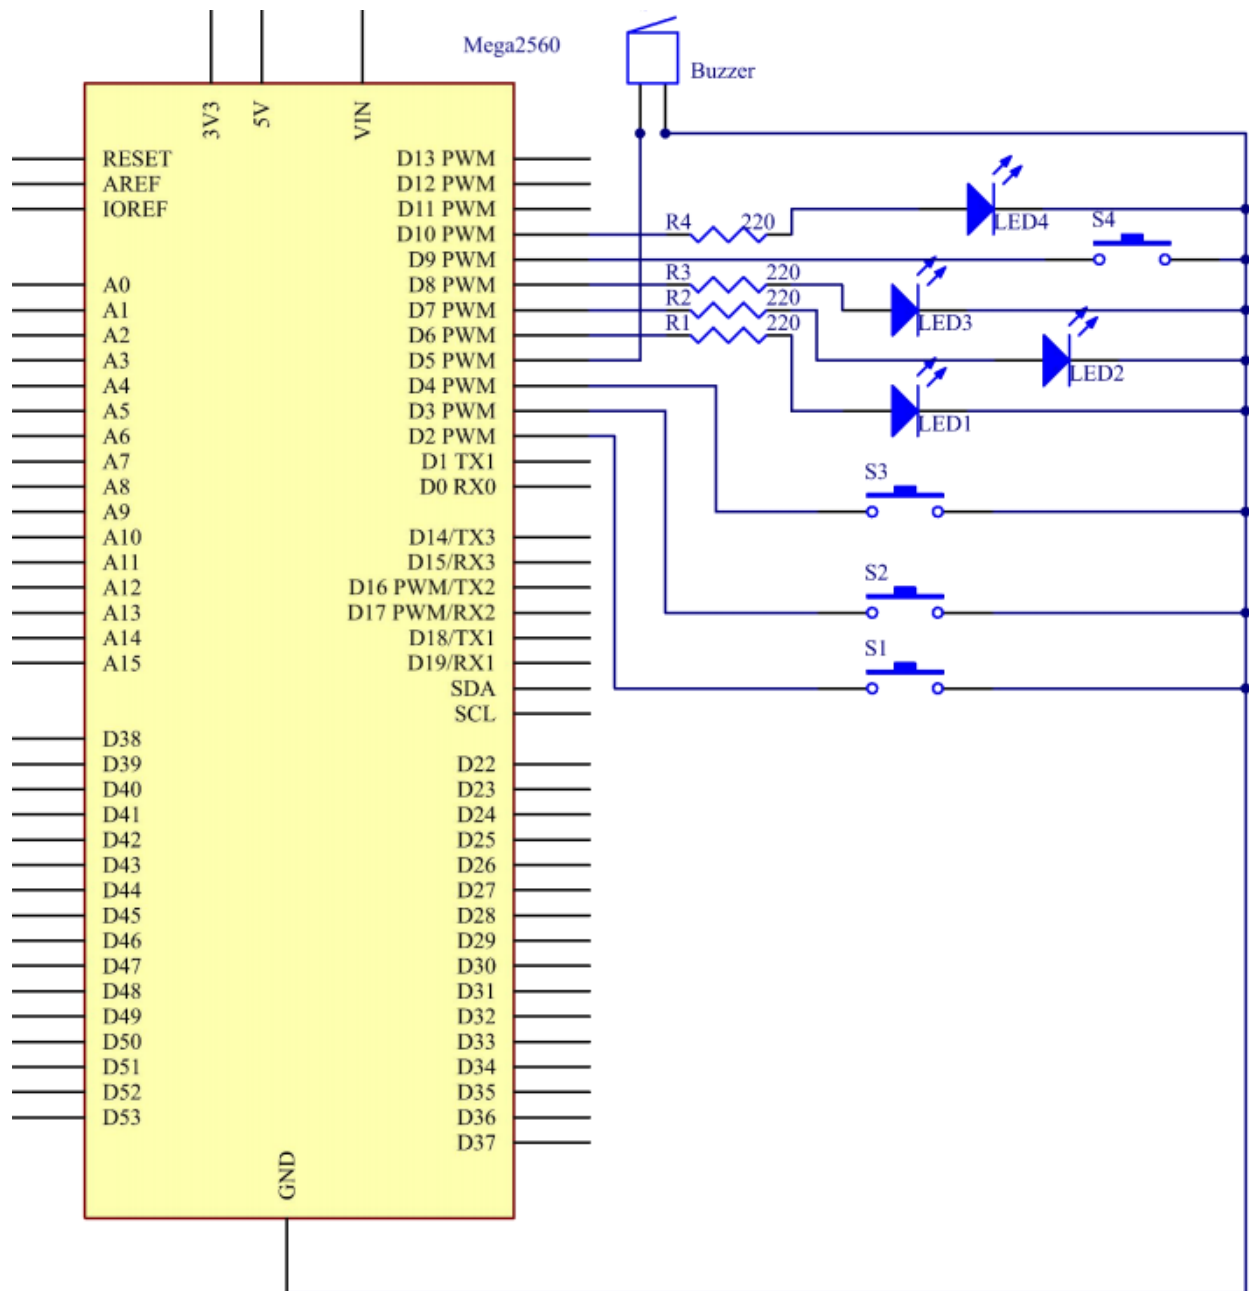 Mega2560
Buzzer
3V3
5V
VIN
RESET
AREF
IOREF
A0
A1
A2
A3
A4
A5
A6
A7
A8
A9
A10
A11
A12
A13
A14
A15
D38
D39
D40
D41
D42
D43
D44
D45
D46
D47
D48
D49
D50
D51
D52
D53
D13 PWM
D12 PWM
D11 PWM
D10 PWM
D9 PWM
D8 PWM
D7 PWM
D6 PWM
D5 PWM
D4 PWM
D3 PWM
D2 PWM
D1 TX1
D0 RX0
D14/TX3
D15/RX3
D16 PWM/TX2
D17 PWM/RX2
D18/TX1
D19/RX1
SDA
SCL
D22
D23
D24
D25
D26
D27
D28
D29
D30
D31
D32
D33
D34
D35
D36
D37
GND
R4 220
LED4
S4
R3 220
LED3
R2 220
LED2
R1 220
LED1
S3
S2
S1